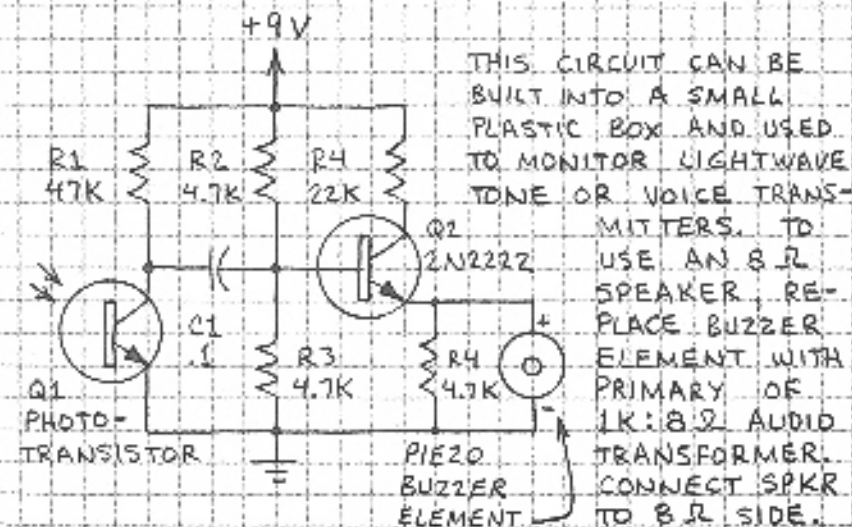 +9V
THIS CIRCUIT CAN BE
BUILT INTO A SMALL
PLASTIC BOX AND USED
TO MONITOR LIGHTWAVE
TONE OR VOICE TRANS-
MITTERS. TO
USE AN 8 Ω
SPEAKER, RE-
PLACE BUZZER
ELEMENT WITH
PRIMARY OF
1K:8Ω AUDIO
TRANSFORMER.
CONNECT SPKR
TO 8 Ω SIDE.
R1
47K
R2
4.7K
R4
22K
Q2
2N2222
C1
.1
R3
4.7K
R4
4.7K
+
-
Q1
PHOTO-
TRANSISTOR
PIEZO
BUZZER
ELEMENT